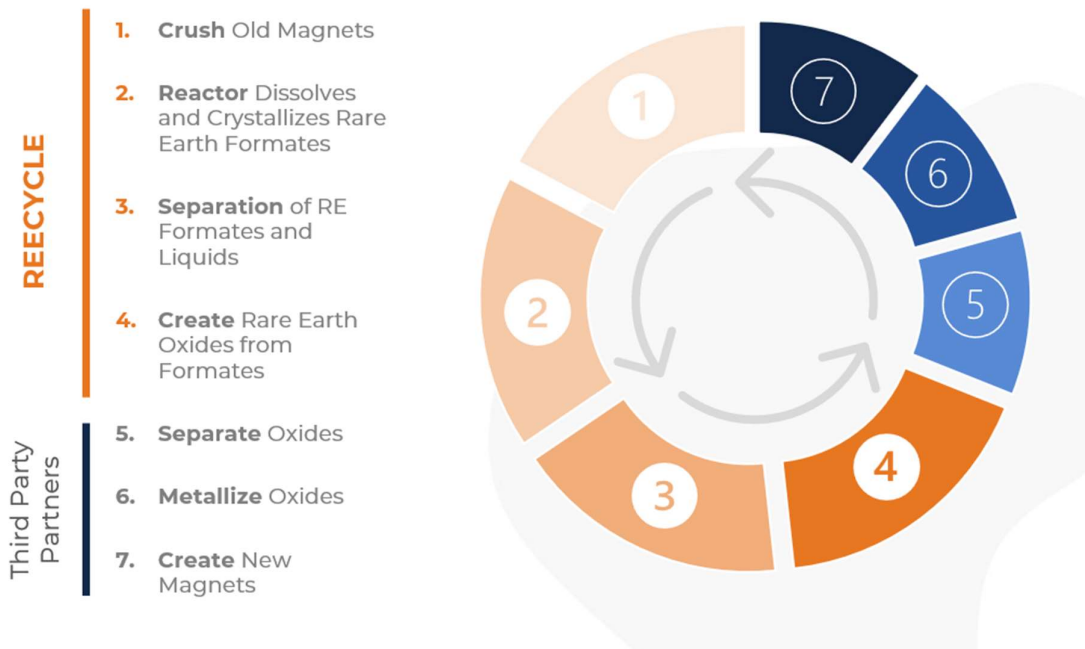 REECYCLE
1. Crush Old Magnets
2. Reactor Dissolves
and Crystallizes Rare
Earth Formates
3. Separation of RE
Formates and
Liquids
4. Create Rare Earth
Oxides from
Formates
Third Party
Partners
5. Separate Oxides
6. Metallize Oxides
7. Create New
Magnets
1
2
3
4
5
6
7